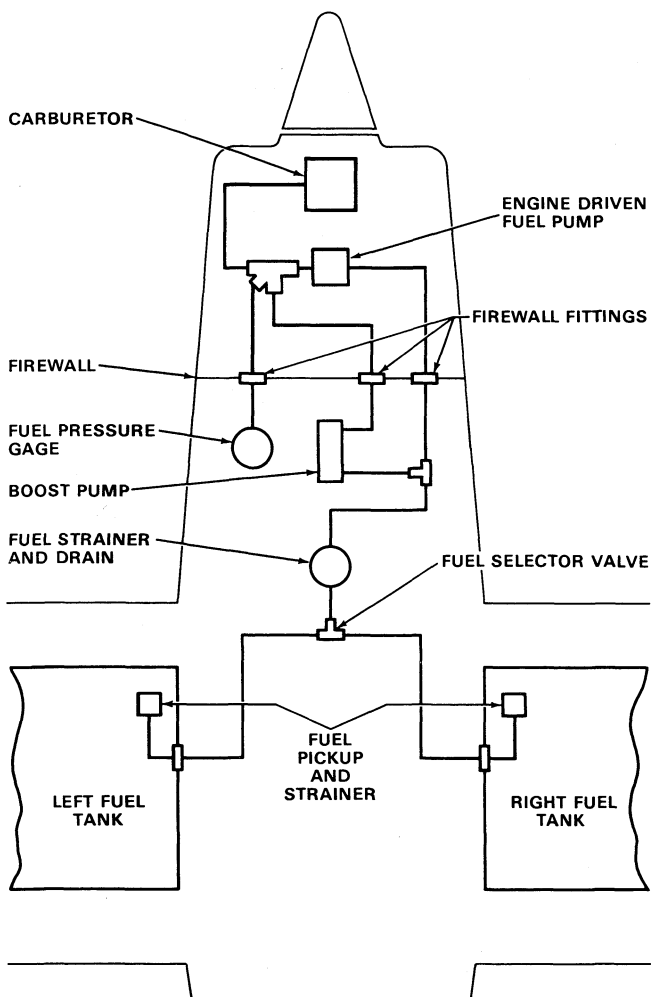 CARBURETOR
ENGINE DRIVEN
FUEL PUMP
FIREWALL FITTINGS
FIREWALL
FUEL PRESSURE
GAGE
BOOST PUMP
FUEL STRAINER
AND DRAIN
FUEL SELECTOR VALVE
FUEL
PICKUP
AND
STRAINER
LEFT FUEL
TANK
RIGHT FUEL
TANK